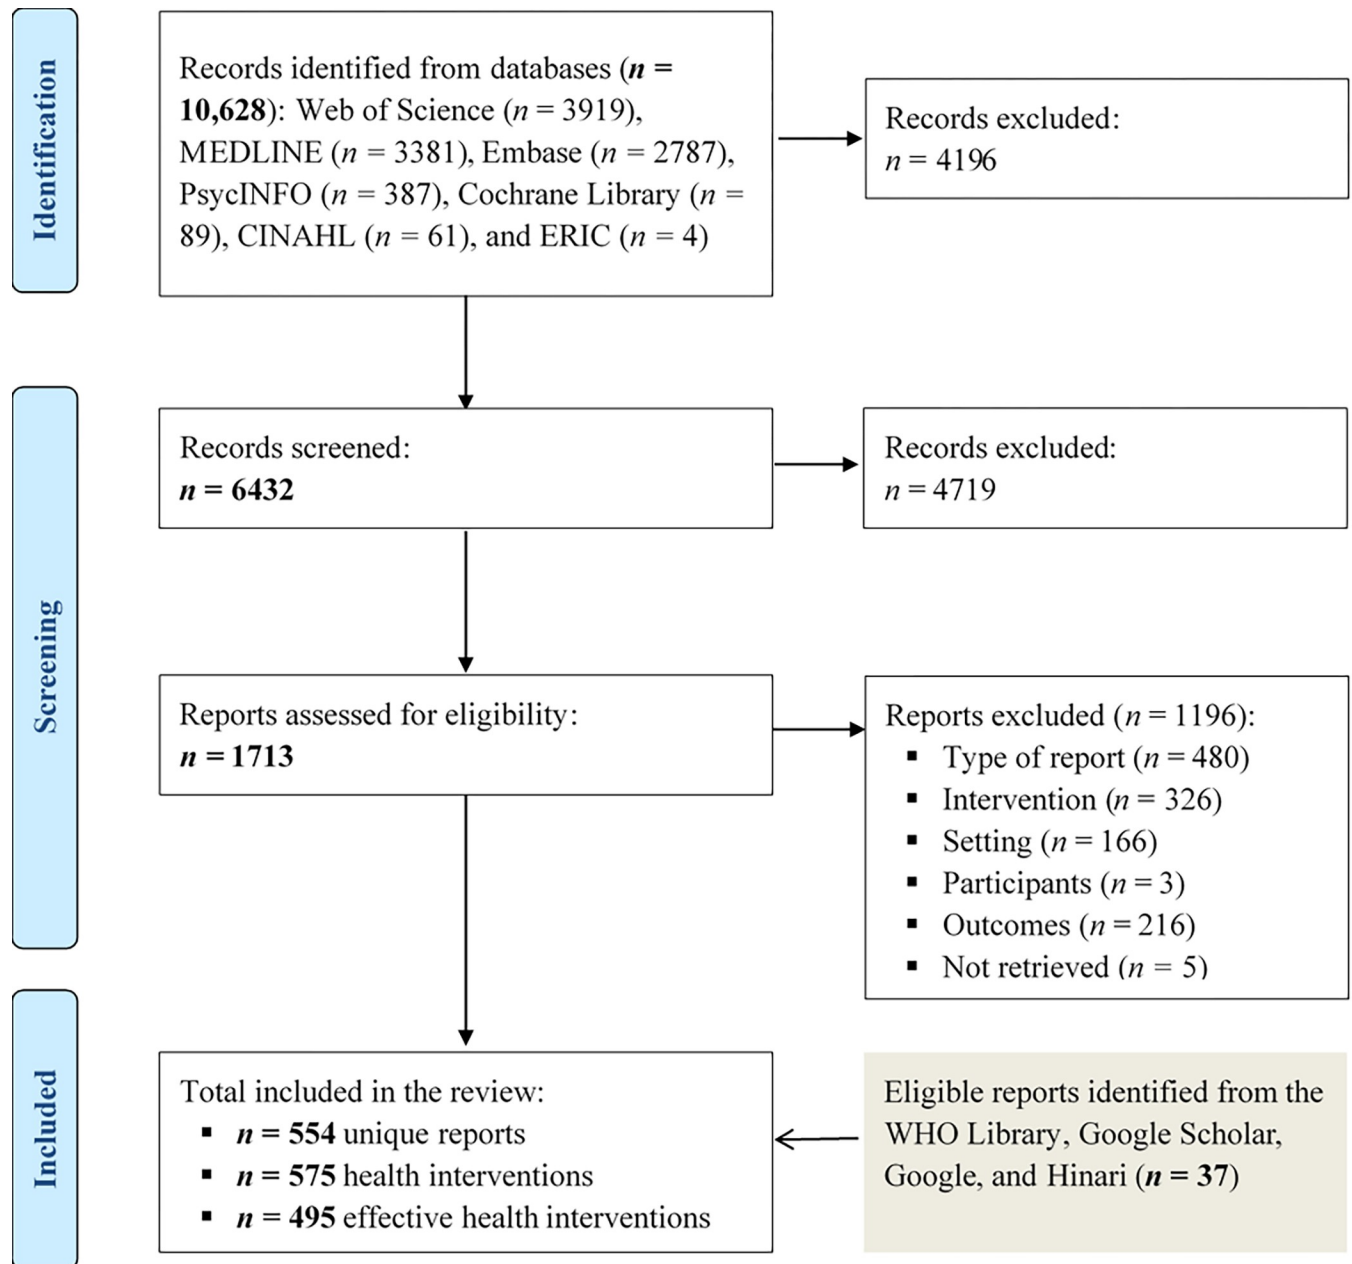 Identification
Records identified from databases (n =
10,628): Web of Science (n = 3919),
MEDLINE (n = 3381), Embase (n = 2787),
PsycINFO (n = 387), Cochrane Library (n =
89), CINAHL (n = 61), and ERIC (n = 4)
Records excluded:
n = 4196
Screening
Records screened:
n = 6432
Records excluded:
n = 4719
Reports assessed for eligibility:
n = 1713
Reports excluded (n = 1196):
▪ Type of report (n = 480)
▪ Intervention (n = 326)
▪ Setting (n = 166)
▪ Participants (n = 3)
▪ Outcomes (n = 216)
▪ Not retrieved (n = 5)
Included
Total included in the review:
▪ n = 554 unique reports
▪ n = 575 health interventions
▪ n = 495 effective health interventions
Eligible reports identified from the
WHO Library, Google Scholar,
Google, and Hinari (n = 37)